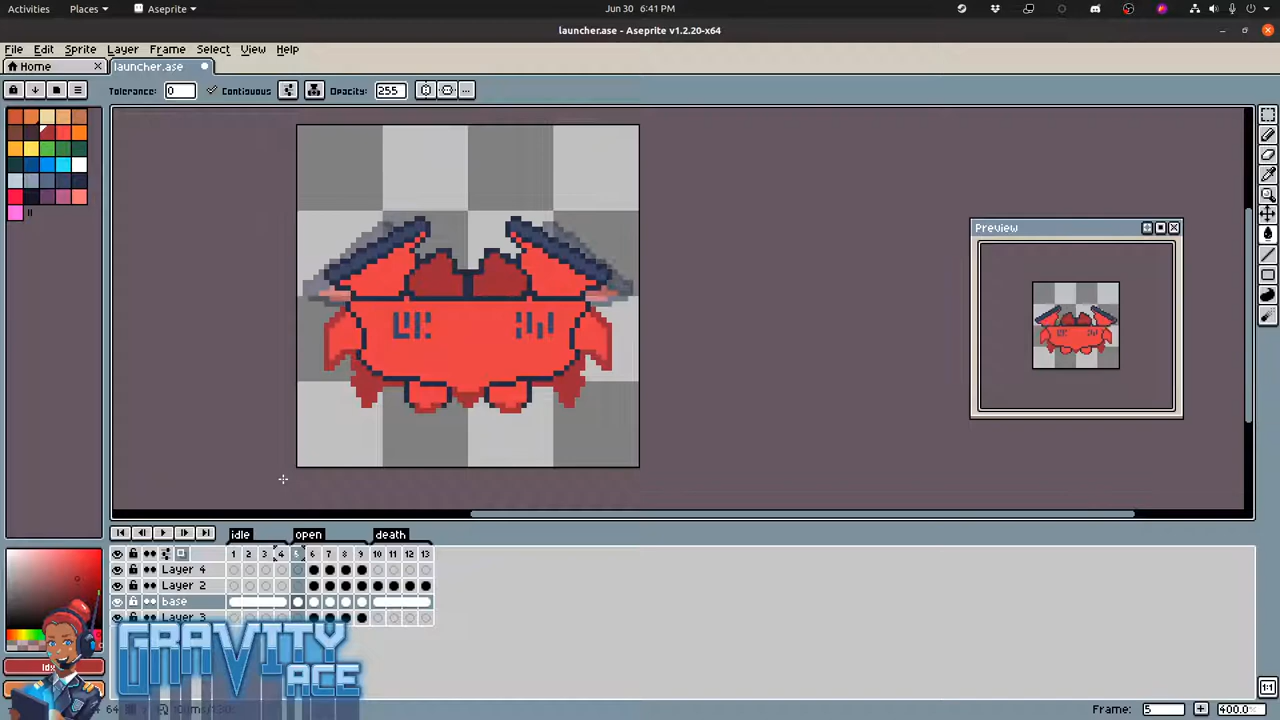 Activities Places Aseprite Jun 30 6:41 PM
launcher.ase - Aseprite v1.2.20-x64
File Edit Sprite Layer Frame Select View Help
Home launcher.ase
Tolerance: 0 Contiguous Opacity: 255 ...
Preview
idle open death
1 2 3 4 5 6 7 8 9 10 11 12 13
Layer 4
Layer 2
base
Layer 3
GRAVITY
ACE
Frame: 5 400.0
1:1